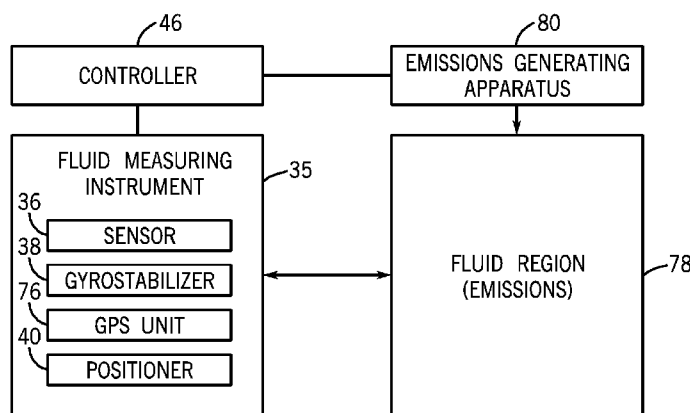 46
80
CONTROLLER
EMISSIONS GENERATING
APPARATUS
FLUID MEASURING
INSTRUMENT
35
36
SENSOR
38
GYROSTABILIZER
76
GPS UNIT
40
POSITIONER
FLUID REGION
(EMISSIONS)
78